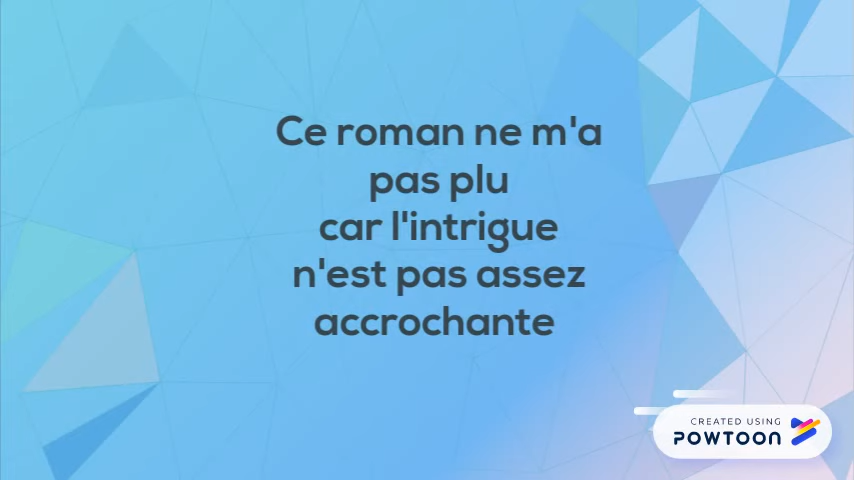 Ce roman ne m'a
pas plu
car l'intrigue
n'est pas assez
accrochante
CREATED USING
POWTOON